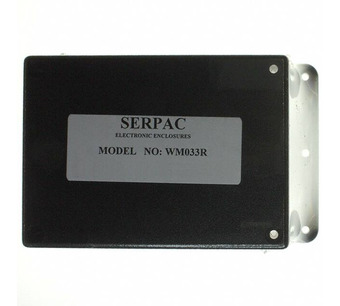 SERPAC
ELECTRONIC ENCLOSURES
MODEL NO: WM033R